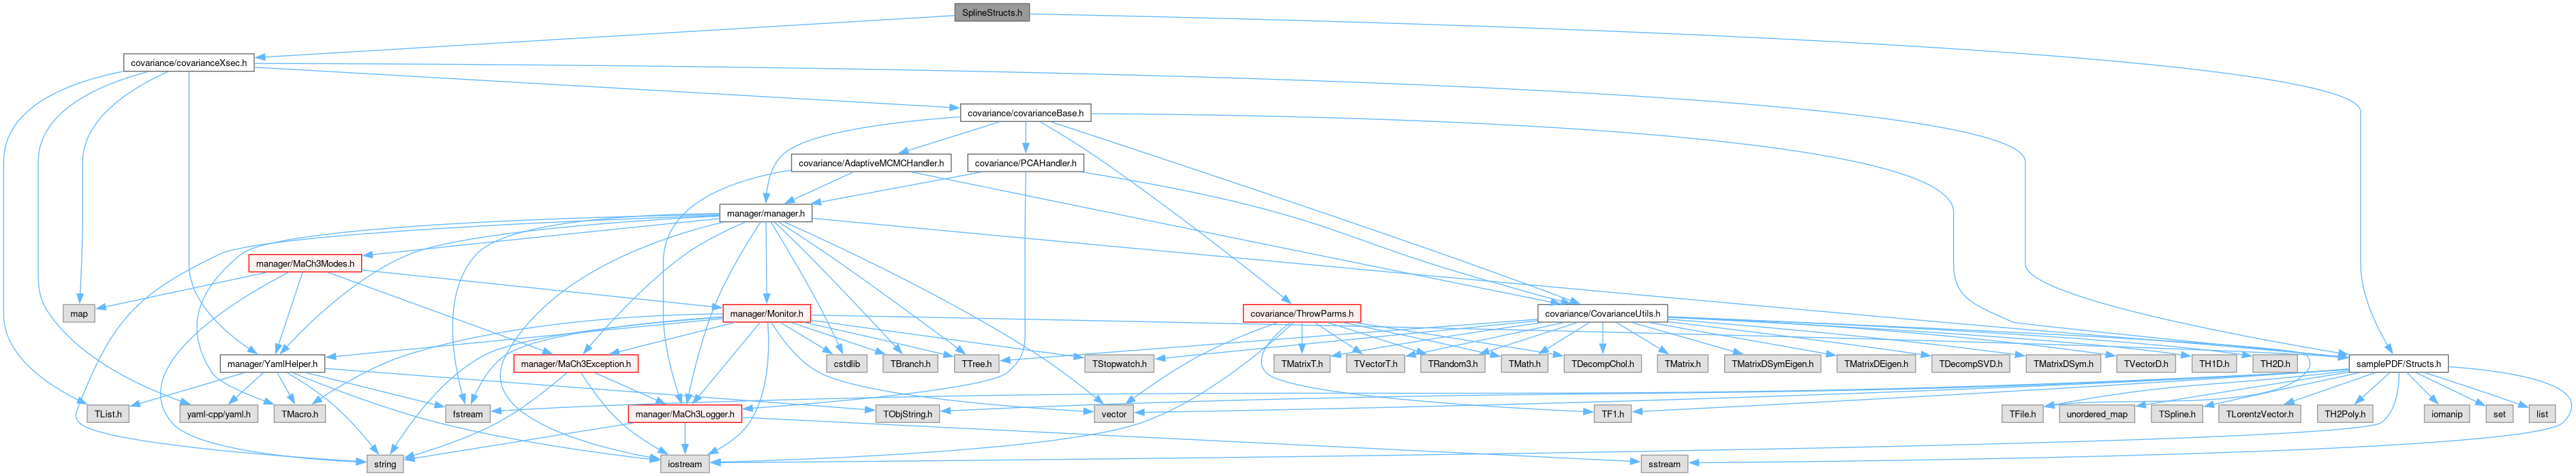 SplineStructs.h
covariance/covarianceXsec.h
covariance/covarianceBase.h
covariance/AdaptiveMCMCHandler.h
covariance/PCAHandler.h
manager/manager.h
manager/MaCh3Modes.h
map
manager/Monitor.h
covariance/ThrowParms.h
covariance/CovarianceUtils.h
manager/YamlHelper.h
manager/MaCh3Exception.h
cstdlib
TBranch.h
TTree.h
TStopwatch.h
TMatrixT.h
TVectorT.h
TRandom3.h
TMath.h
TDecompChol.h
TMatrix.h
TMatrixDSymEigen.h
TMatrixDEigen.h
TDecompSVD.h
TMatrixDSym.h
TVectorD.h
TH1D.h
TH2D.h
samplePDF/Structs.h
TList.h
yaml-cpp/yaml.h
TMacro.h
fstream
manager/MaCh3Logger.h
TObjString.h
vector
TF1.h
TFile.h
unordered_map
TSpline.h
TLorentzVector.h
TH2Poly.h
iomanip
set
list
string
iostream
sstream